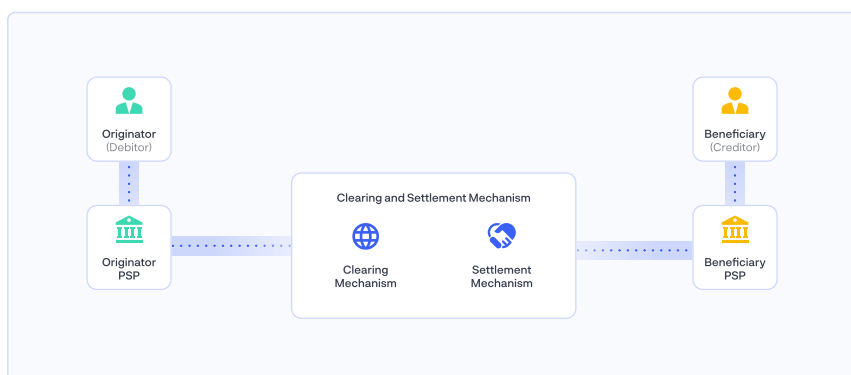 Originator
(Debitor)
Beneficiary
(Creditor)
Clearing and Settlement Mechanism
Originator
PSP
Clearing
Mechanism
Settlement
Mechanism
Beneficiary
PSP